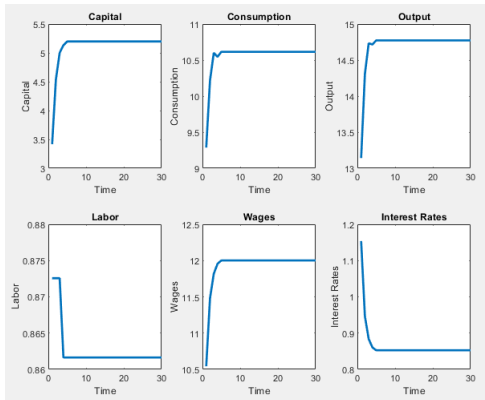 Capital
5.5
5
4.5
4
3.5
3
Capital
0 10 20 30
Time
Consumption
11
10.5
10
9.5
9
Consumption
0 10 20 30
Time
Output
15
14.5
14
13.5
13
Output
0 10 20 30
Time
Labor
0.88
0.875
0.87
0.865
0.86
Labor
0 10 20 30
Time
Wages
12.5
12
11.5
11
10.5
Wages
0 10 20 30
Time
Interest Rates
1.2
1.1
1
0.9
0.8
Interest Rates
0 10 20 30
Time